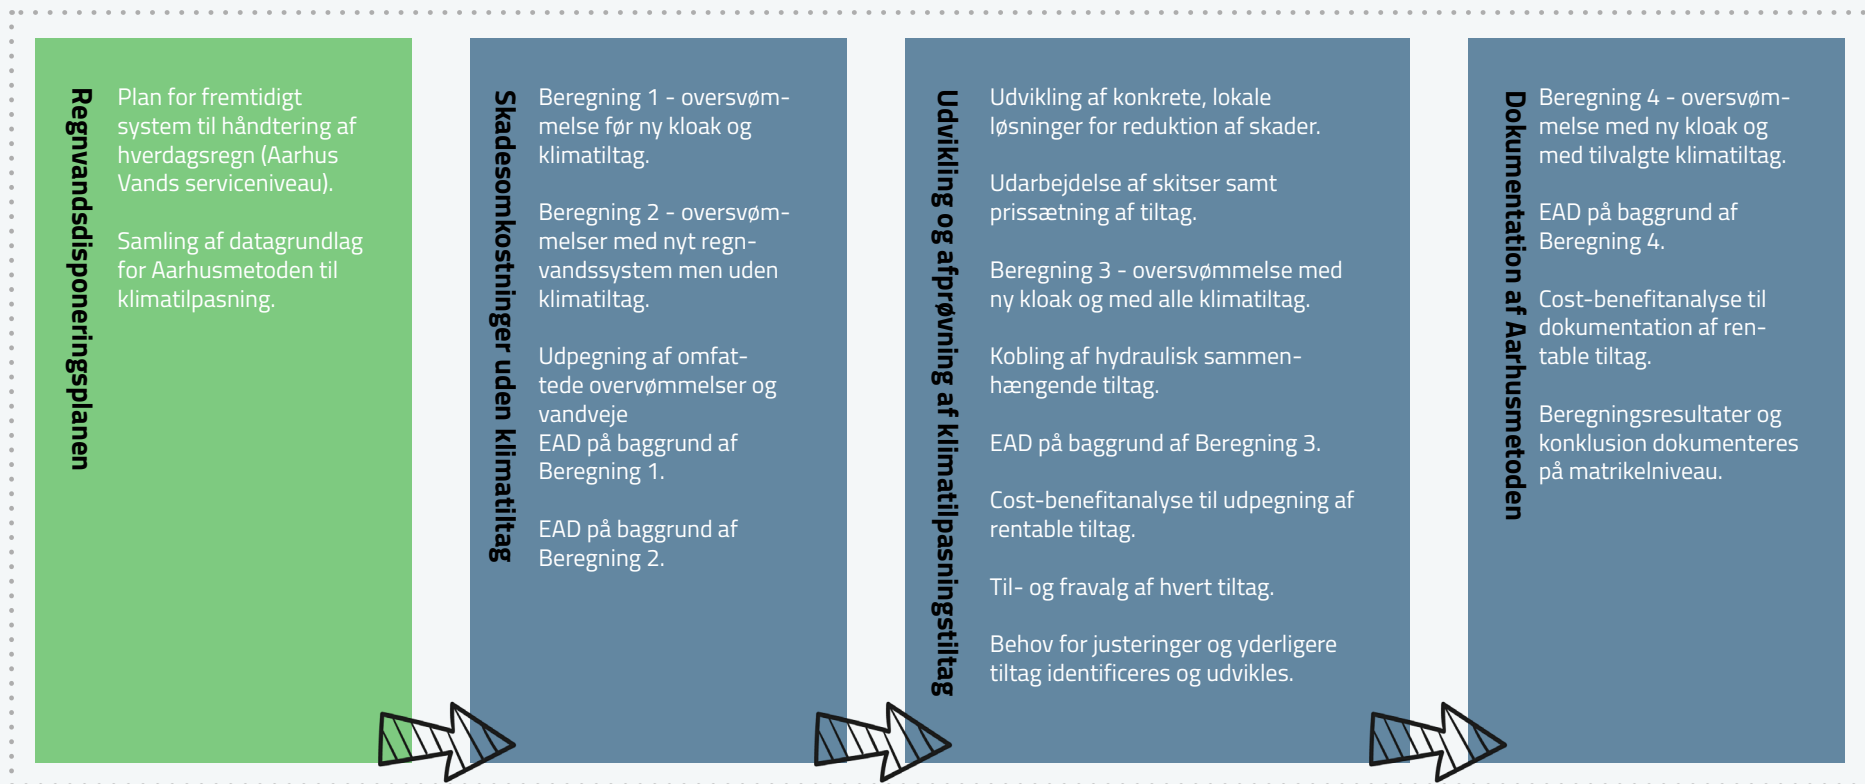 Regnvandsdisponeringsplanen
Plan for fremtidigt
system til håndtering af
hverdagsregn (Aarhus
Vands serviceniveau).
Samling af datagrundlag
for Aarhusmetoden til
klimatilpasning.
Skadesomkostninger uden klimatiltag
Beregning 1 - oversvøm-
melse før ny kloak og
klimatiltag.
Beregning 2 - oversvøm-
melser med nyt regn-
vandssystem men uden
klimatiltag.
Udpegning af omfat-
tede overvømmelser og
vandveje
EAD på baggrund af
Beregning 1.
EAD på baggrund af
Beregning 2.
Udvikling og afprøvning af klimatilpasningstiltag
Udvikling af konkrete, lokale
løsninger for reduktion af skader.
Udarbejdelse af skitser samt
prissætning af tiltag.
Beregning 3 - oversvømmelse med
ny kloak og med alle klimatiltag.
Kobling af hydraulisk sammen-
hængende tiltag.
EAD på baggrund af Beregning 3.
Cost-benefitanalyse til udpegning af
rentable tiltag.
Til- og fravalg af hvert tiltag.
Behov for justeringer og yderligere
tiltag identificeres og udvikles.
Dokumentation af Aarhusmetoden
Beregning 4 - oversvøm-
melse med ny kloak og
med tilvalgte klimatiltag.
EAD på baggrund af
Beregning 4.
Cost-benefitanalyse til
dokumentation af ren-
table tiltag.
Beregningsresultater og
konklusion dokumenteres
på matrikelniveau.